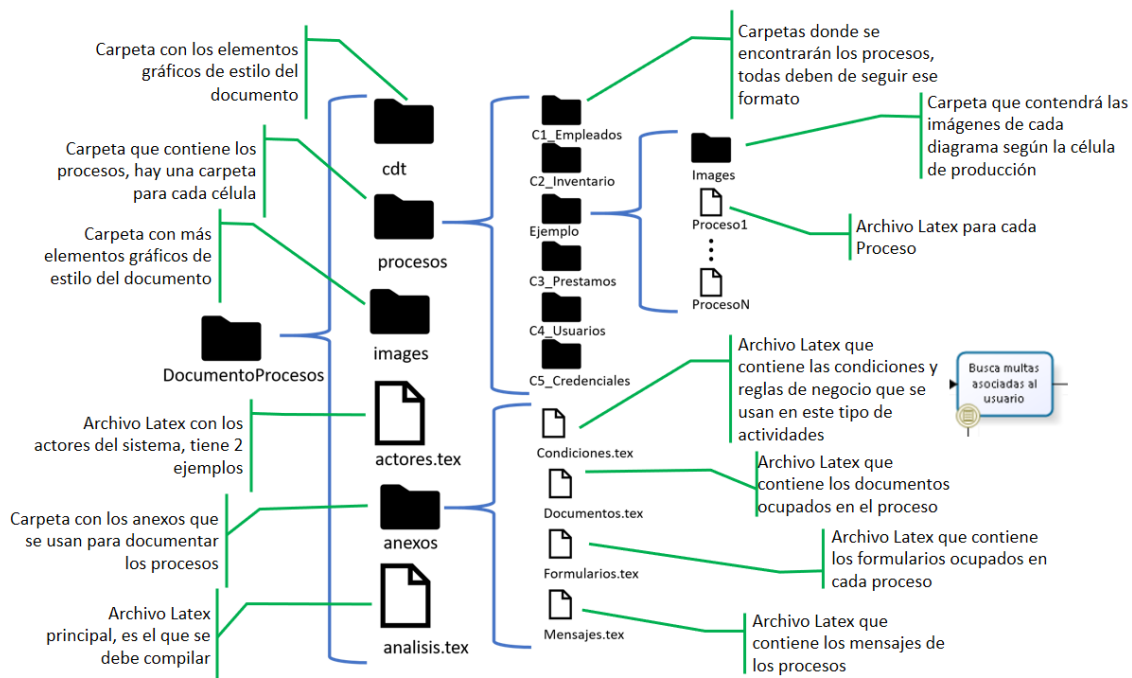 Carpeta con los elementos
gráficos de estilo del
documento
Carpeta que contiene los
procesos, hay una carpeta
para cada célula
Carpeta con más
elementos gráficos de
estilo del documento
DocumentoProcesos
Archivo Latex con los
actores del sistema, tiene 2
ejemplos
Carpeta con los anexos que
se usan para documentar
los procesos
Archivo Latex
principal, es el que se
debe compilar
cdt
procesos
images
actores.tex
anexos
analisis.tex
C1_Empleados
C2_Inventario
Ejemplo
C3_Prestamos
C4_Usuarios
C5_Credenciales
Condiciones.tex
Documentos.tex
Formularios.tex
Mensajes.tex
Images
Proceso1
ProcesoN
Carpetas donde se
encontrarán los procesos,
todas deben de seguir ese
formato
Carpeta que contendrá las
imágenes de cada
diagrama según la célula
de producción
Archivo Latex para cada
Proceso
Archivo Latex que
contiene las condiciones y
reglas de negocio que se
usan en este tipo de
actividades
Busca multas
asociadas al
usuario
Archivo Latex que
contiene los documentos
ocupados en el proceso
Archivo Latex que contiene
los formularios ocupados en
cada proceso
Archivo Latex que
contiene los mensajes de
los procesos